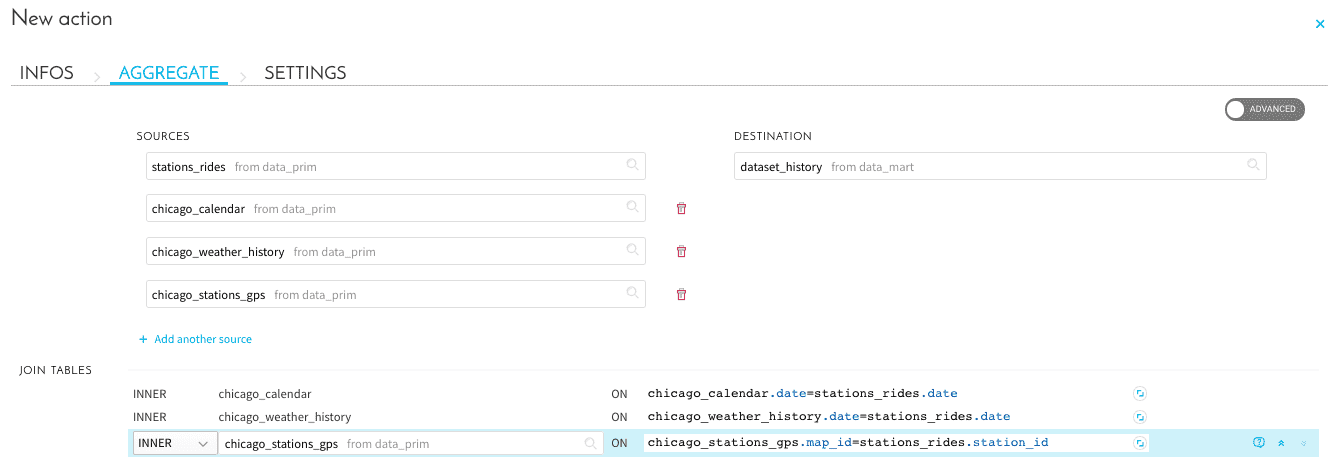 New action
INFOS AGGREGATE SETTINGS
ADVANCED
SOURCES DESTINATION
stations_rides from data_prim dataset_history from data_mart
chicago_calendar from data_prim
chicago_weather_history from data_prim
chicago_stations_gps from data_prim
+ Add another source
JOIN TABLES
INNER chicago_calendar ON chicago_calendar.date=stations_rides.date
INNER chicago_weather_history ON chicago_weather_history.date=stations_rides.date
INNER chicago_stations_gps from data_prim ON chicago_stations_gps.map_id=stations_rides.station_id